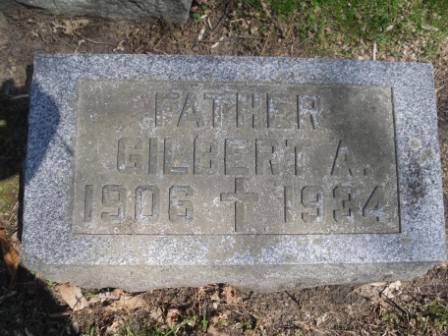 FATHER
GILBERT A.
1906 † 1934